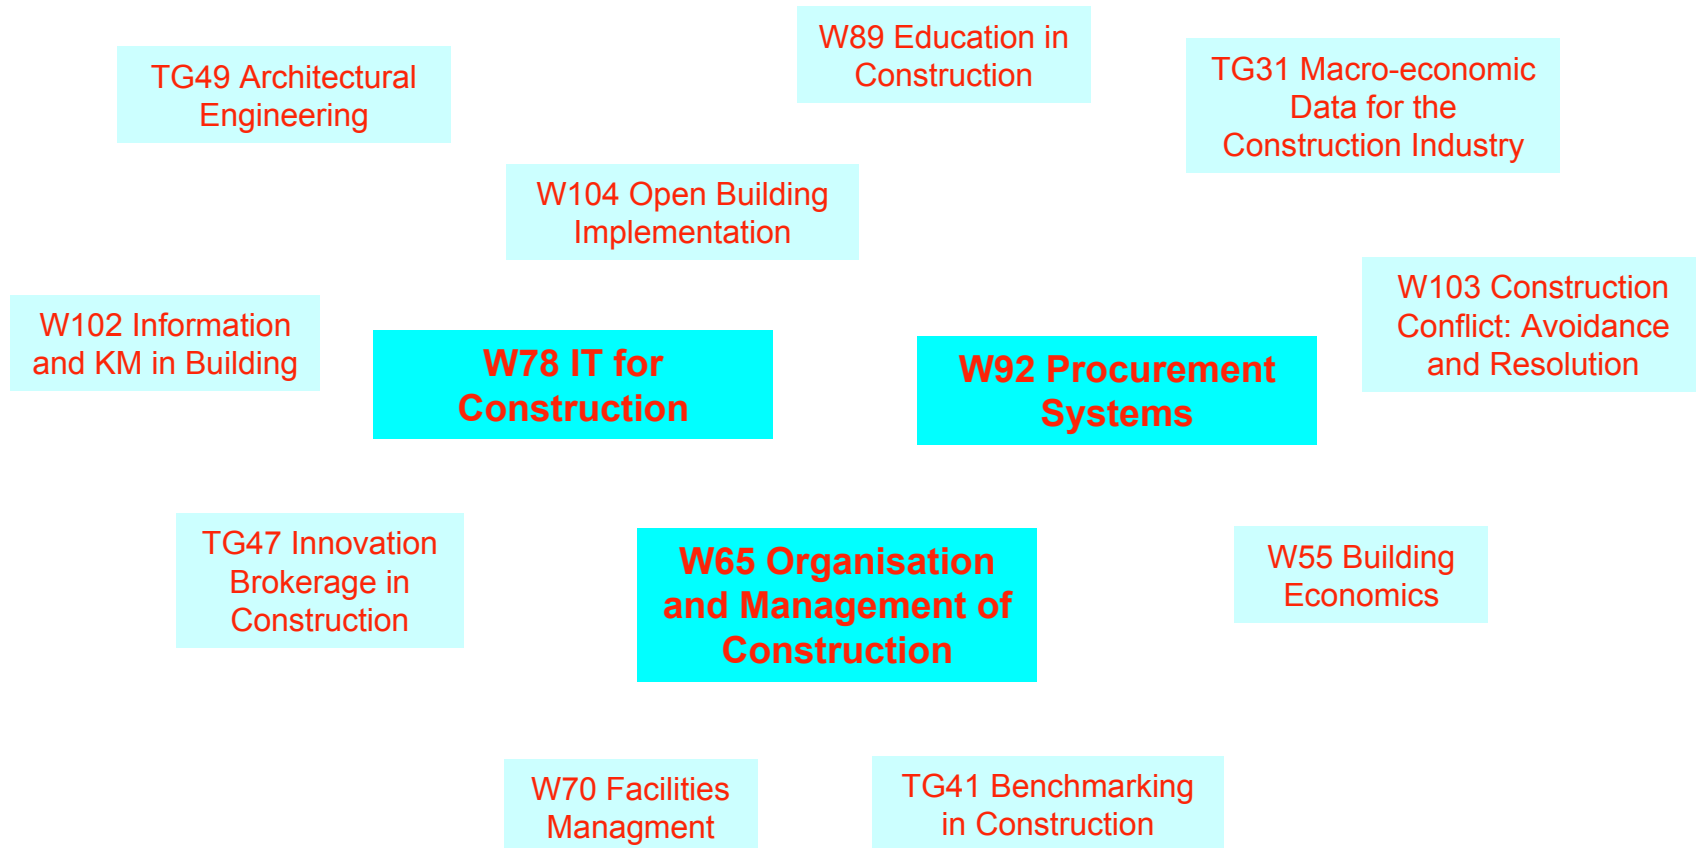 W89 Education in
Construction
TG49 Architectural
Engineering
TG31 Macro-economic
Data for the
Construction Industry
W104 Open Building
Implementation
W103 Construction
Conflict: Avoidance
and Resolution
W102 Information
and KM in Building
W78 IT for
Construction
W92 Procurement
Systems
TG47 Innovation
Brokerage in
Construction
W65 Organisation
and Management of
Construction
W55 Building
Economics
W70 Facilities
Managment
TG41 Benchmarking
in Construction